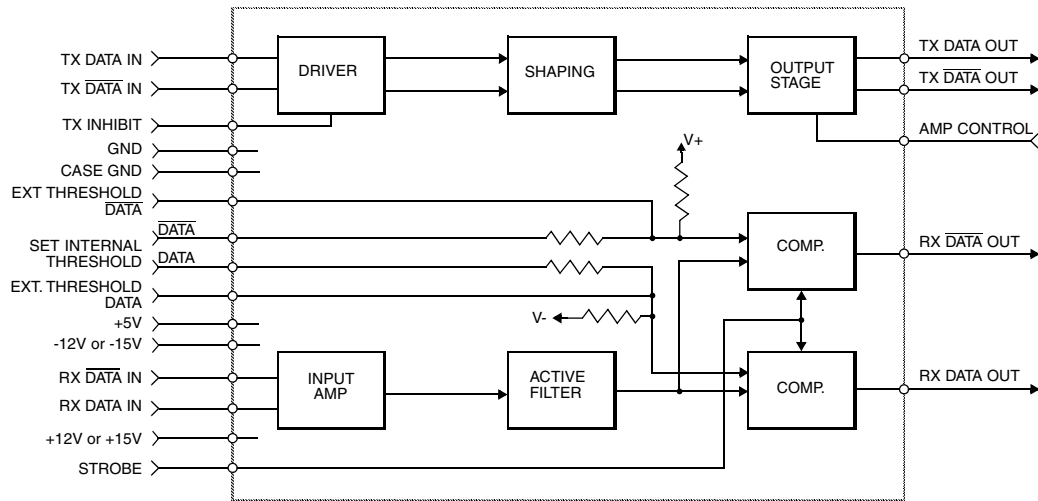 TX DATA IN
TX DATA IN
TX INHIBIT
GND
CASE GND
EXT THRESHOLD
DATA
DATA
SET INTERNAL
THRESHOLD
DATA
EXT. THRESHOLD
DATA
+5V
-12V or -15V
RX DATA IN
RX DATA IN
+12V or +15V
STROBE
DRIVER
SHAPING
OUTPUT
STAGE
TX DATA OUT
TX DATA OUT
AMP CONTROL
V+
COMP.
RX DATA OUT
V-
INPUT
AMP
ACTIVE
FILTER
COMP.
RX DATA OUT